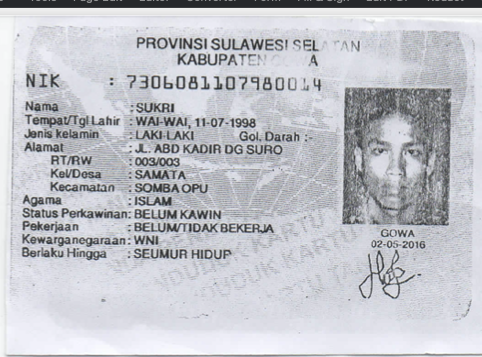 PROVINSI SULAWESI SELATAN
KABUPATEN
NIK : 7306081107980014
Nama : SUKRI
Tempat/Tgl Lahir : WAI-WAI, 11-07-1998
Jenis kelamin : LAKI-LAKI Gol. Darah :-
Alamat : JL. ABD KADIR DG SURO
RT/RW : 003/003
Kel/Desa : SAMATA
Kecamatan : SOMBA OPU
Agama : ISLAM
Status Perkawinan: BELUM KAWIN
Pekerjaan : BELUM/TIDAK BEKERJA
Kewarganegaraan: WNI
Berlaku Hingga : SEUMUR HIDUP
GOWA
02-05-2016